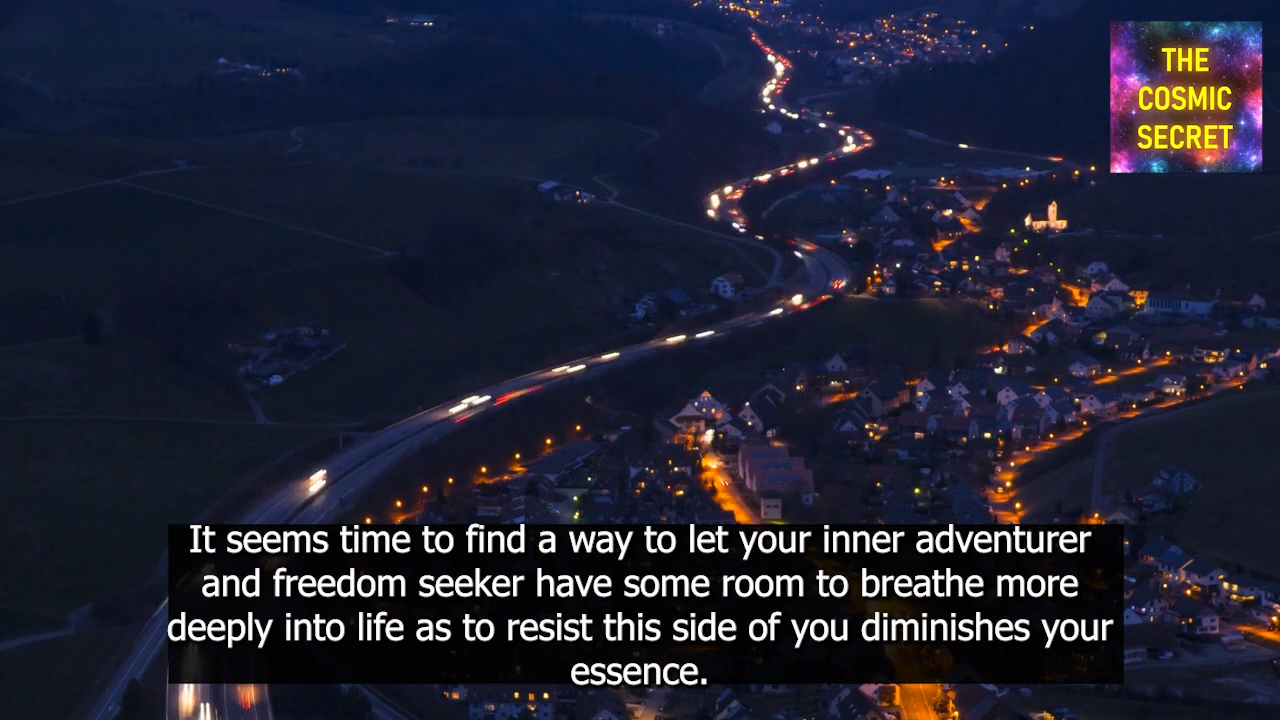 THE
COSMIC
SECRET
It seems time to find a way to let your inner adventurer
and freedom seeker have some room to breathe more
deeply into life as to resist this side of you diminishes your
essence.